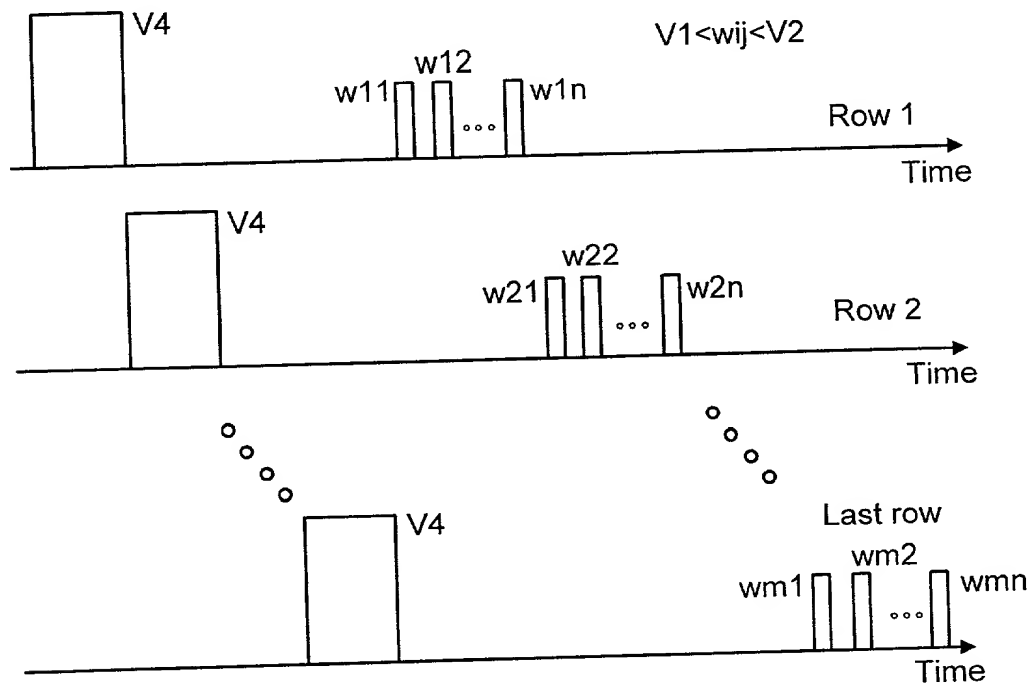 V4
V1<wij<V2
w12
w11
w1n
Row 1
Time
V4
w22
w21
w2n
Row 2
Time
V4
Last row
wm2
wm1
wmn
Time